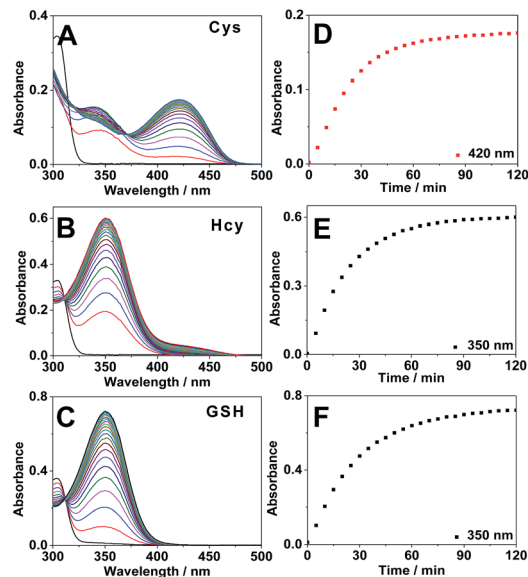 A
Cys
Absorbance
0.4
0.2
0.0
300 350 400 450 500
Wavelength / nm
D
Absorbance
0.2
0.1
0.0
0 30 60 90 120
Time / min
420 nm
B
Hcy
Absorbance
0.6
0.4
0.2
0.0
300 350 400 450 500
Wavelength / nm
E
Absorbance
0.6
0.3
0.0
0 30 60 90 120
Time / min
350 nm
C
GSH
Absorbance
0.8
0.4
0.0
300 350 400 450 500
Wavelength / nm
F
Absorbance
0.8
0.4
0.0
0 30 60 90 120
Time / min
350 nm